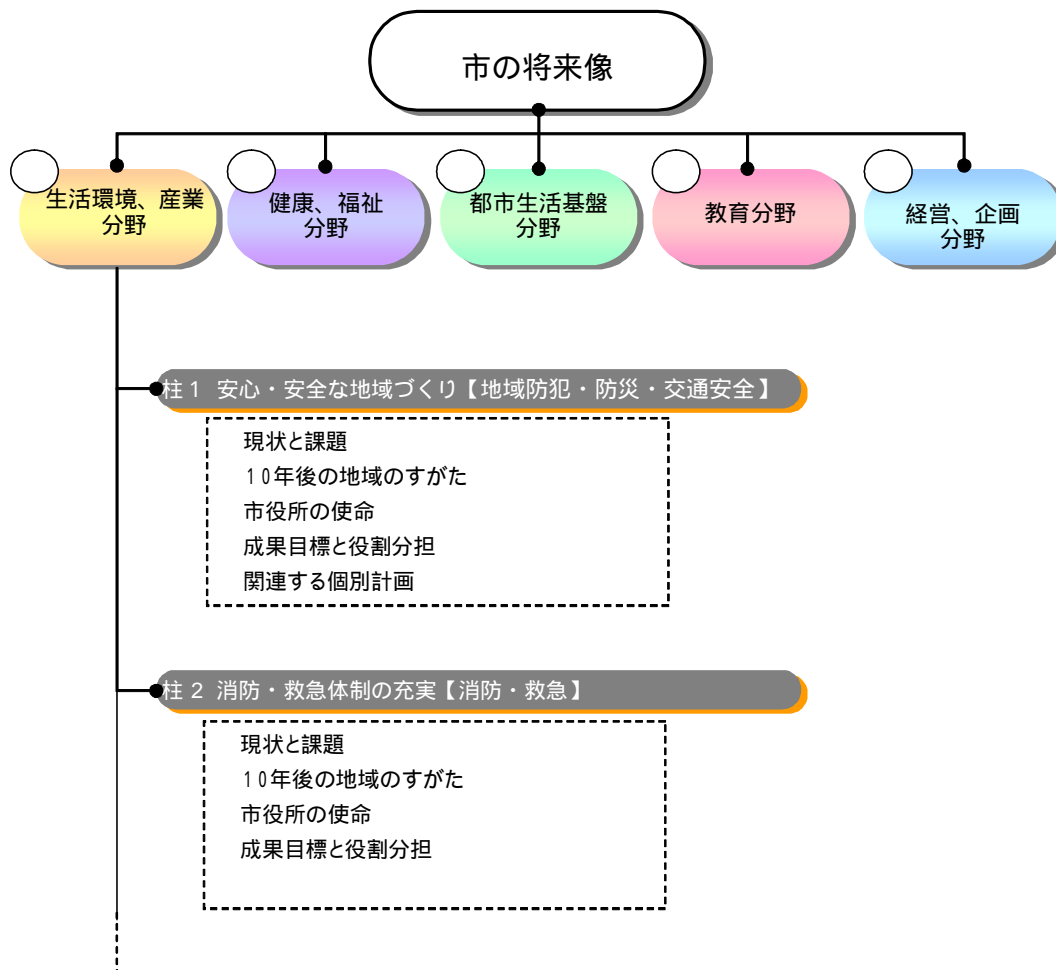 市の将来像
生活環境、産業
分野
健康、福祉
分野
都市生活基盤
分野
教育分野
経営、企画
分野
柱1 安心・安全な地域づくり【地域防犯・防災・交通安全】
現状と課題
10年後の地域のすがた
市役所の使命
成果目標と役割分担
関連する個別計画
柱2 消防・救急体制の充実【消防・救急】
現状と課題
10年後の地域のすがた
市役所の使命
成果目標と役割分担